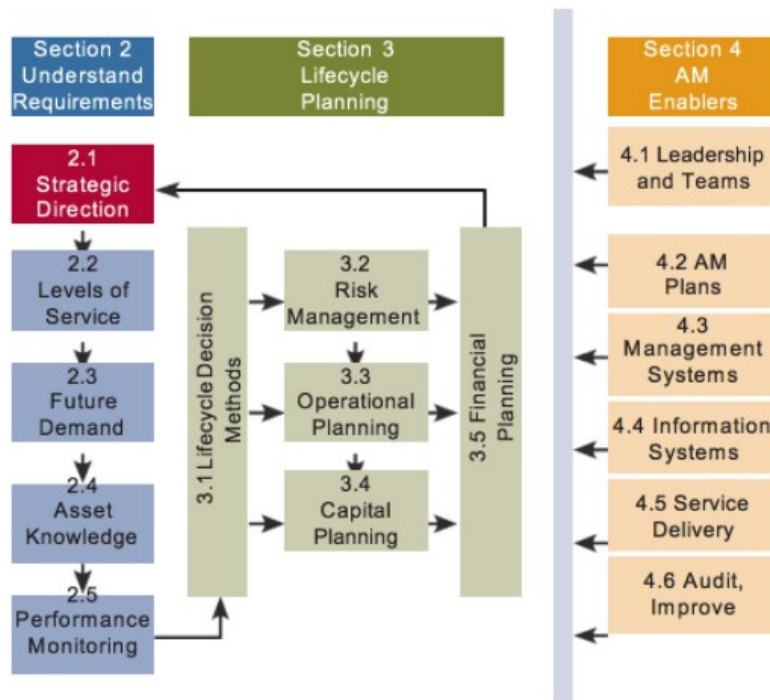 Section 2
Understand
Requirements
Section 3
Lifecycle
Planning
Section 4
AM
Enablers
2.1
Strategic
Direction
2.2
Levels of
Service
2.3
Future
Demand
2.4
Asset
Knowledge
2.5
Performance
Monitoring
3.1 Lifecycle Decision
Methods
3.2
Risk
Management
3.3
Operational
Planning
3.4
Capital
Planning
3.5 Financial
Planning
4.1 Leadership
and Teams
4.2 AM
Plans
4.3
Management
Systems
4.4 Information
Systems
4.5 Service
Delivery
4.6 Audit,
Improve